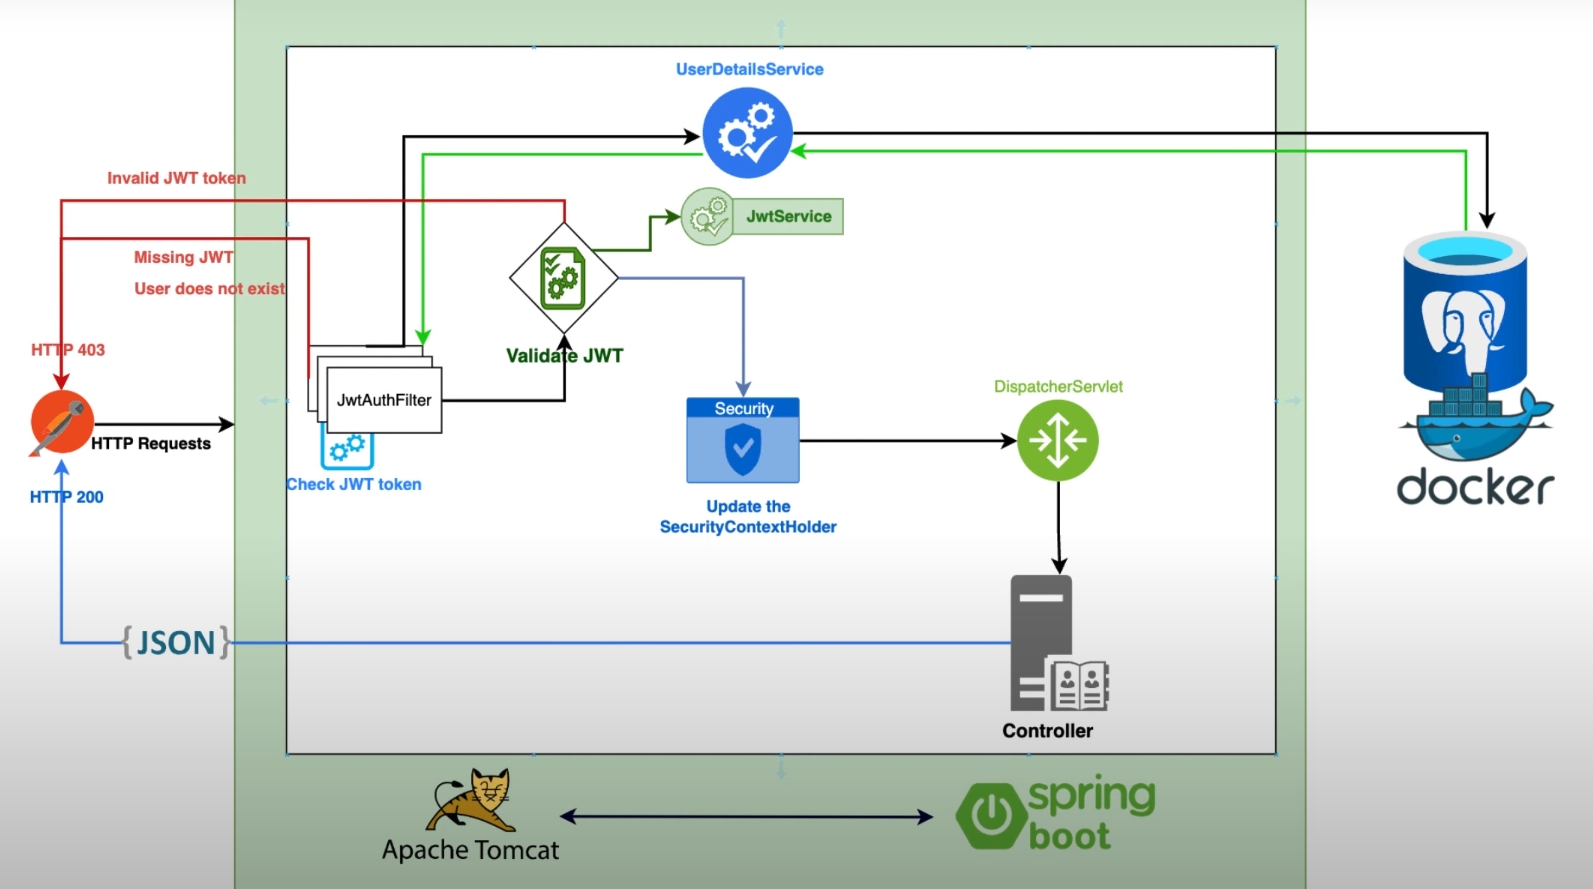 UserDetailsService
Invalid JWT token
JwtService
Missing JWT
User does not exist
HTTP 403
Validate JWT
JwtAuthFilter
DispatcherServlet
Security
HTTP Requests
Check JWT token
HTTP 200
Update the
SecurityContextHolder
docker
{JSON}
Controller
Apache Tomcat
spring
boot